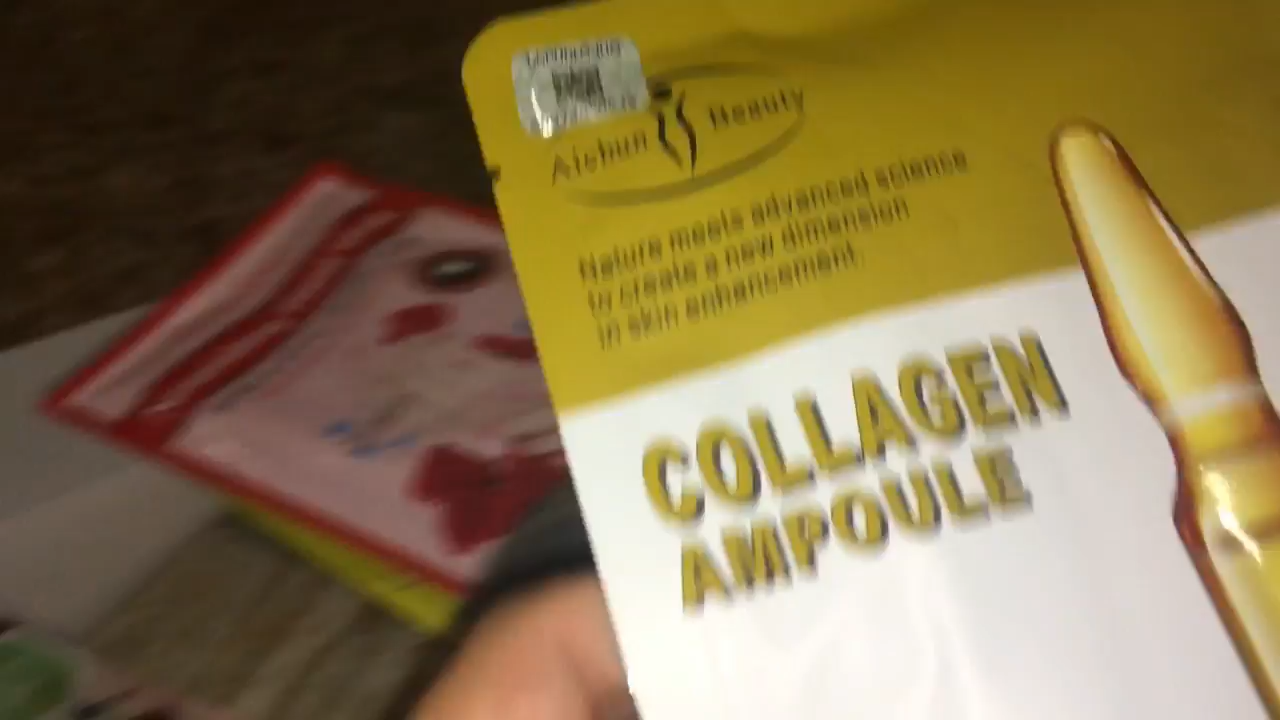 Aichun Beauty
Nature meets advanced science
to create a new dimension
in skin enhancement.
COLLAGEN
AMPOULE